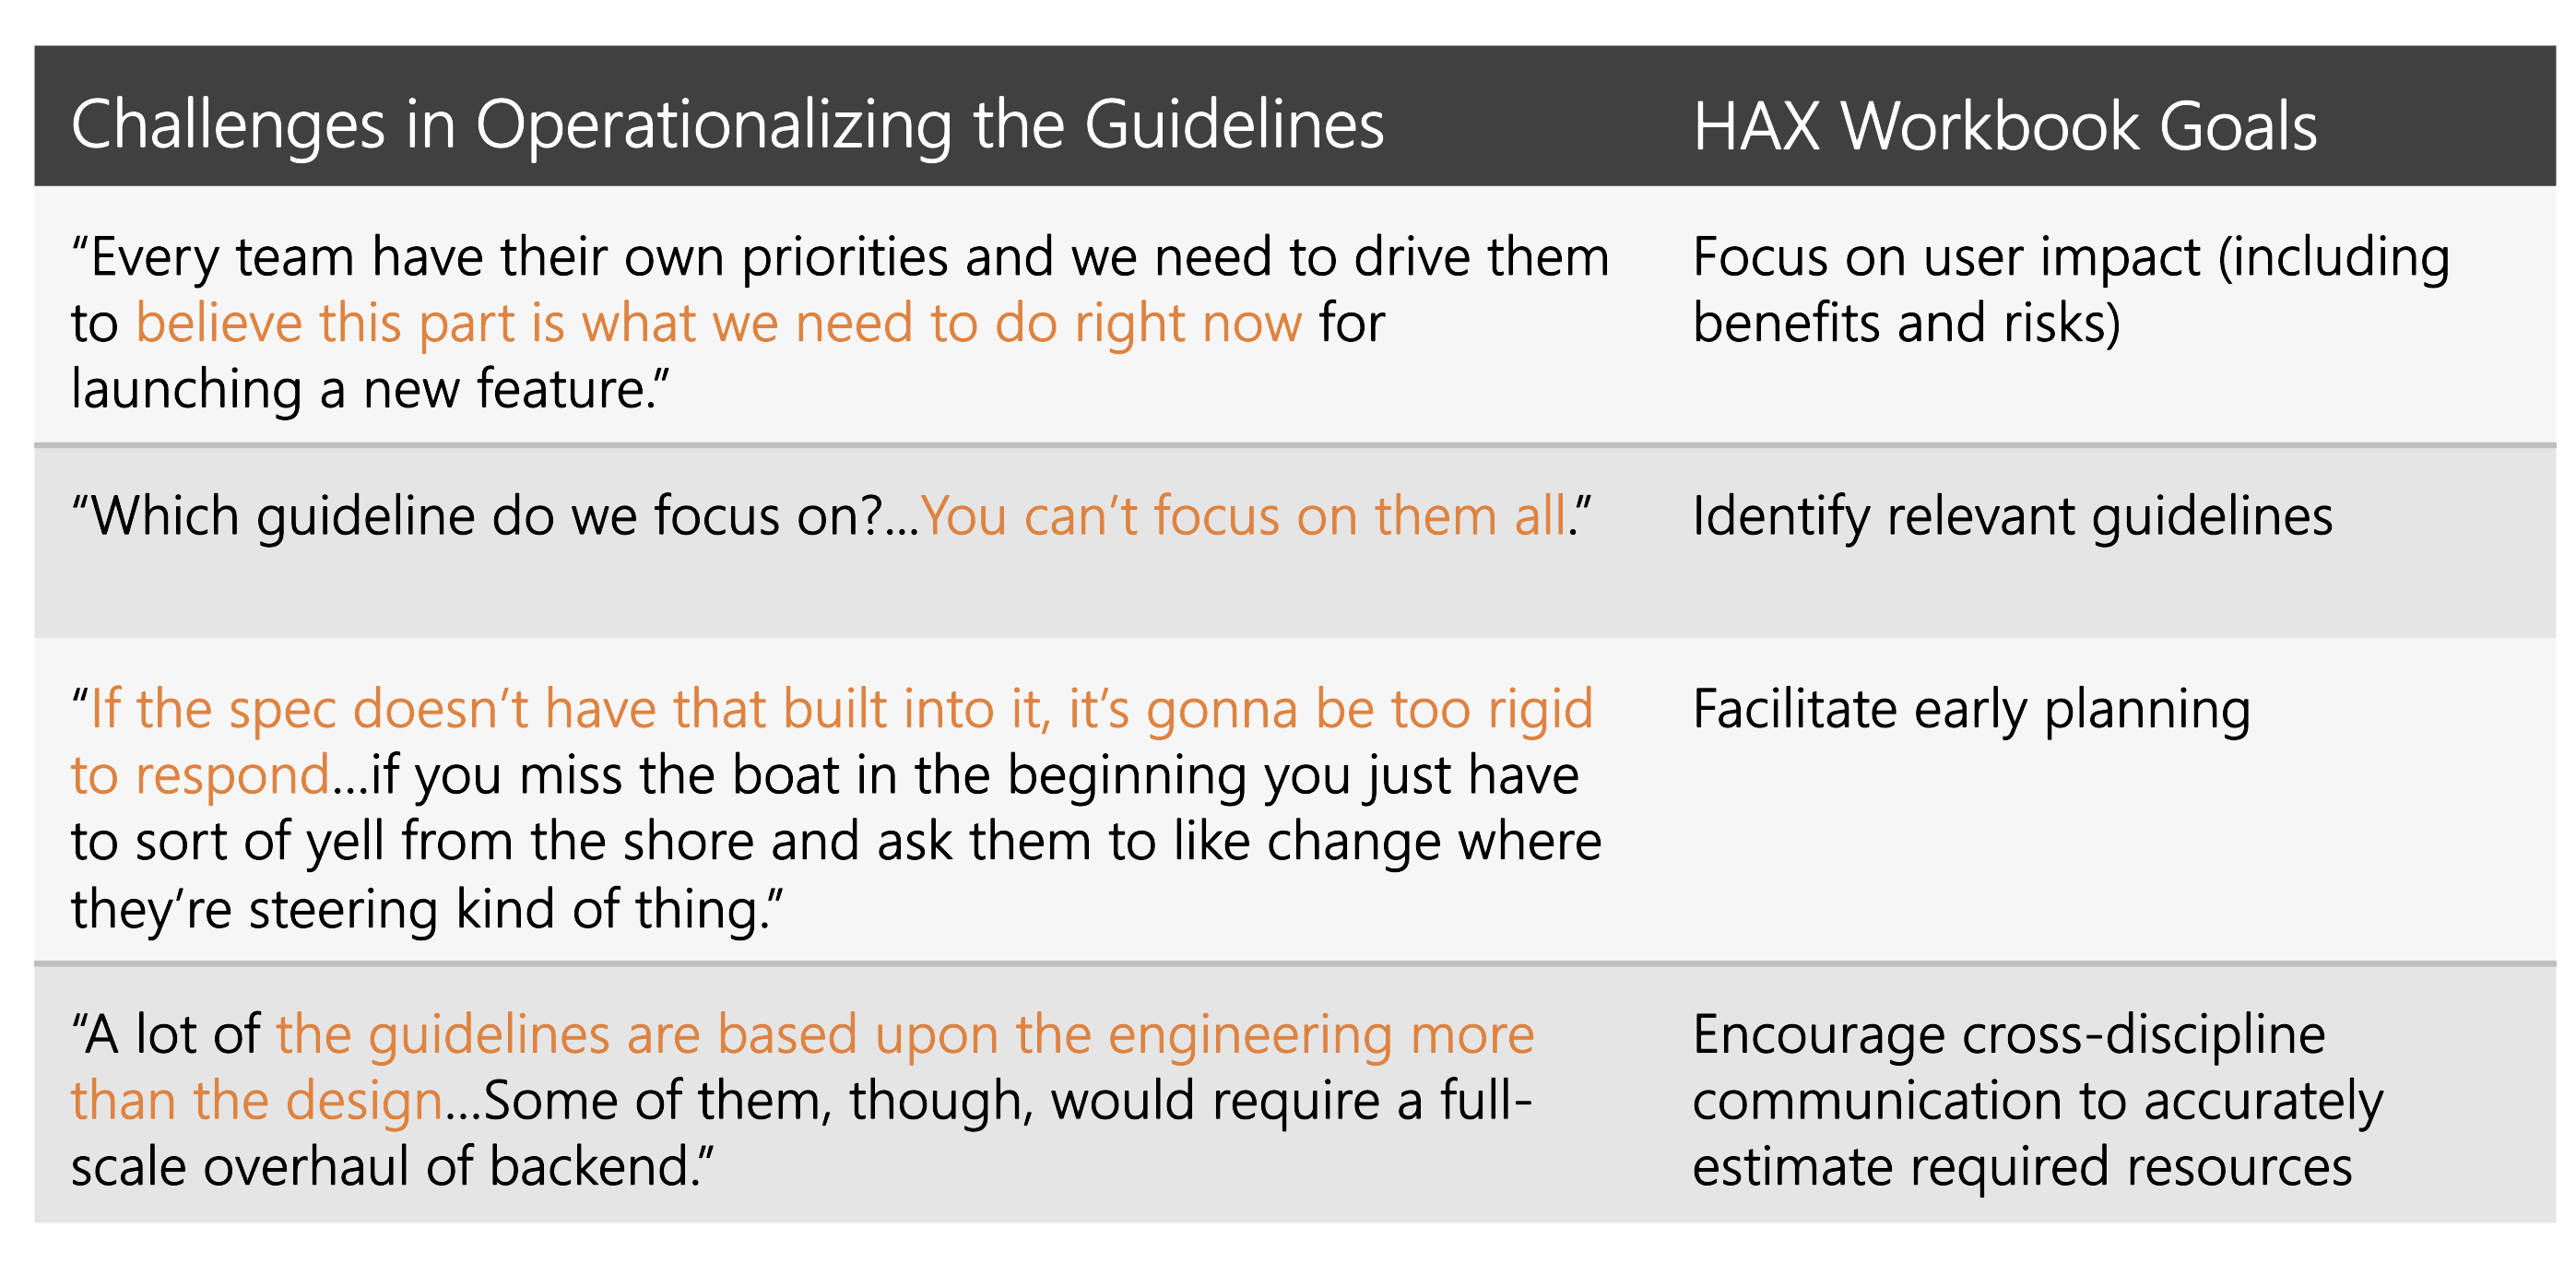 Challenges in Operationalizing the Guidelines
HAX Workbook Goals
“Every team have their own priorities and we need to drive them
to believe this part is what we need to do right now for
launching a new feature.”
Focus on user impact (including
benefits and risks)
“Which guideline do we focus on?...You can’t focus on them all.”
Identify relevant guidelines
“If the spec doesn’t have that built into it, it’s gonna be too rigid
to respond...if you miss the boat in the beginning you just have
to sort of yell from the shore and ask them to like change where
they’re steering kind of thing.”
Facilitate early planning
“A lot of the guidelines are based upon the engineering more
than the design...Some of them, though, would require a full-
scale overhaul of backend.”
Encourage cross-discipline
communication to accurately
estimate required resources